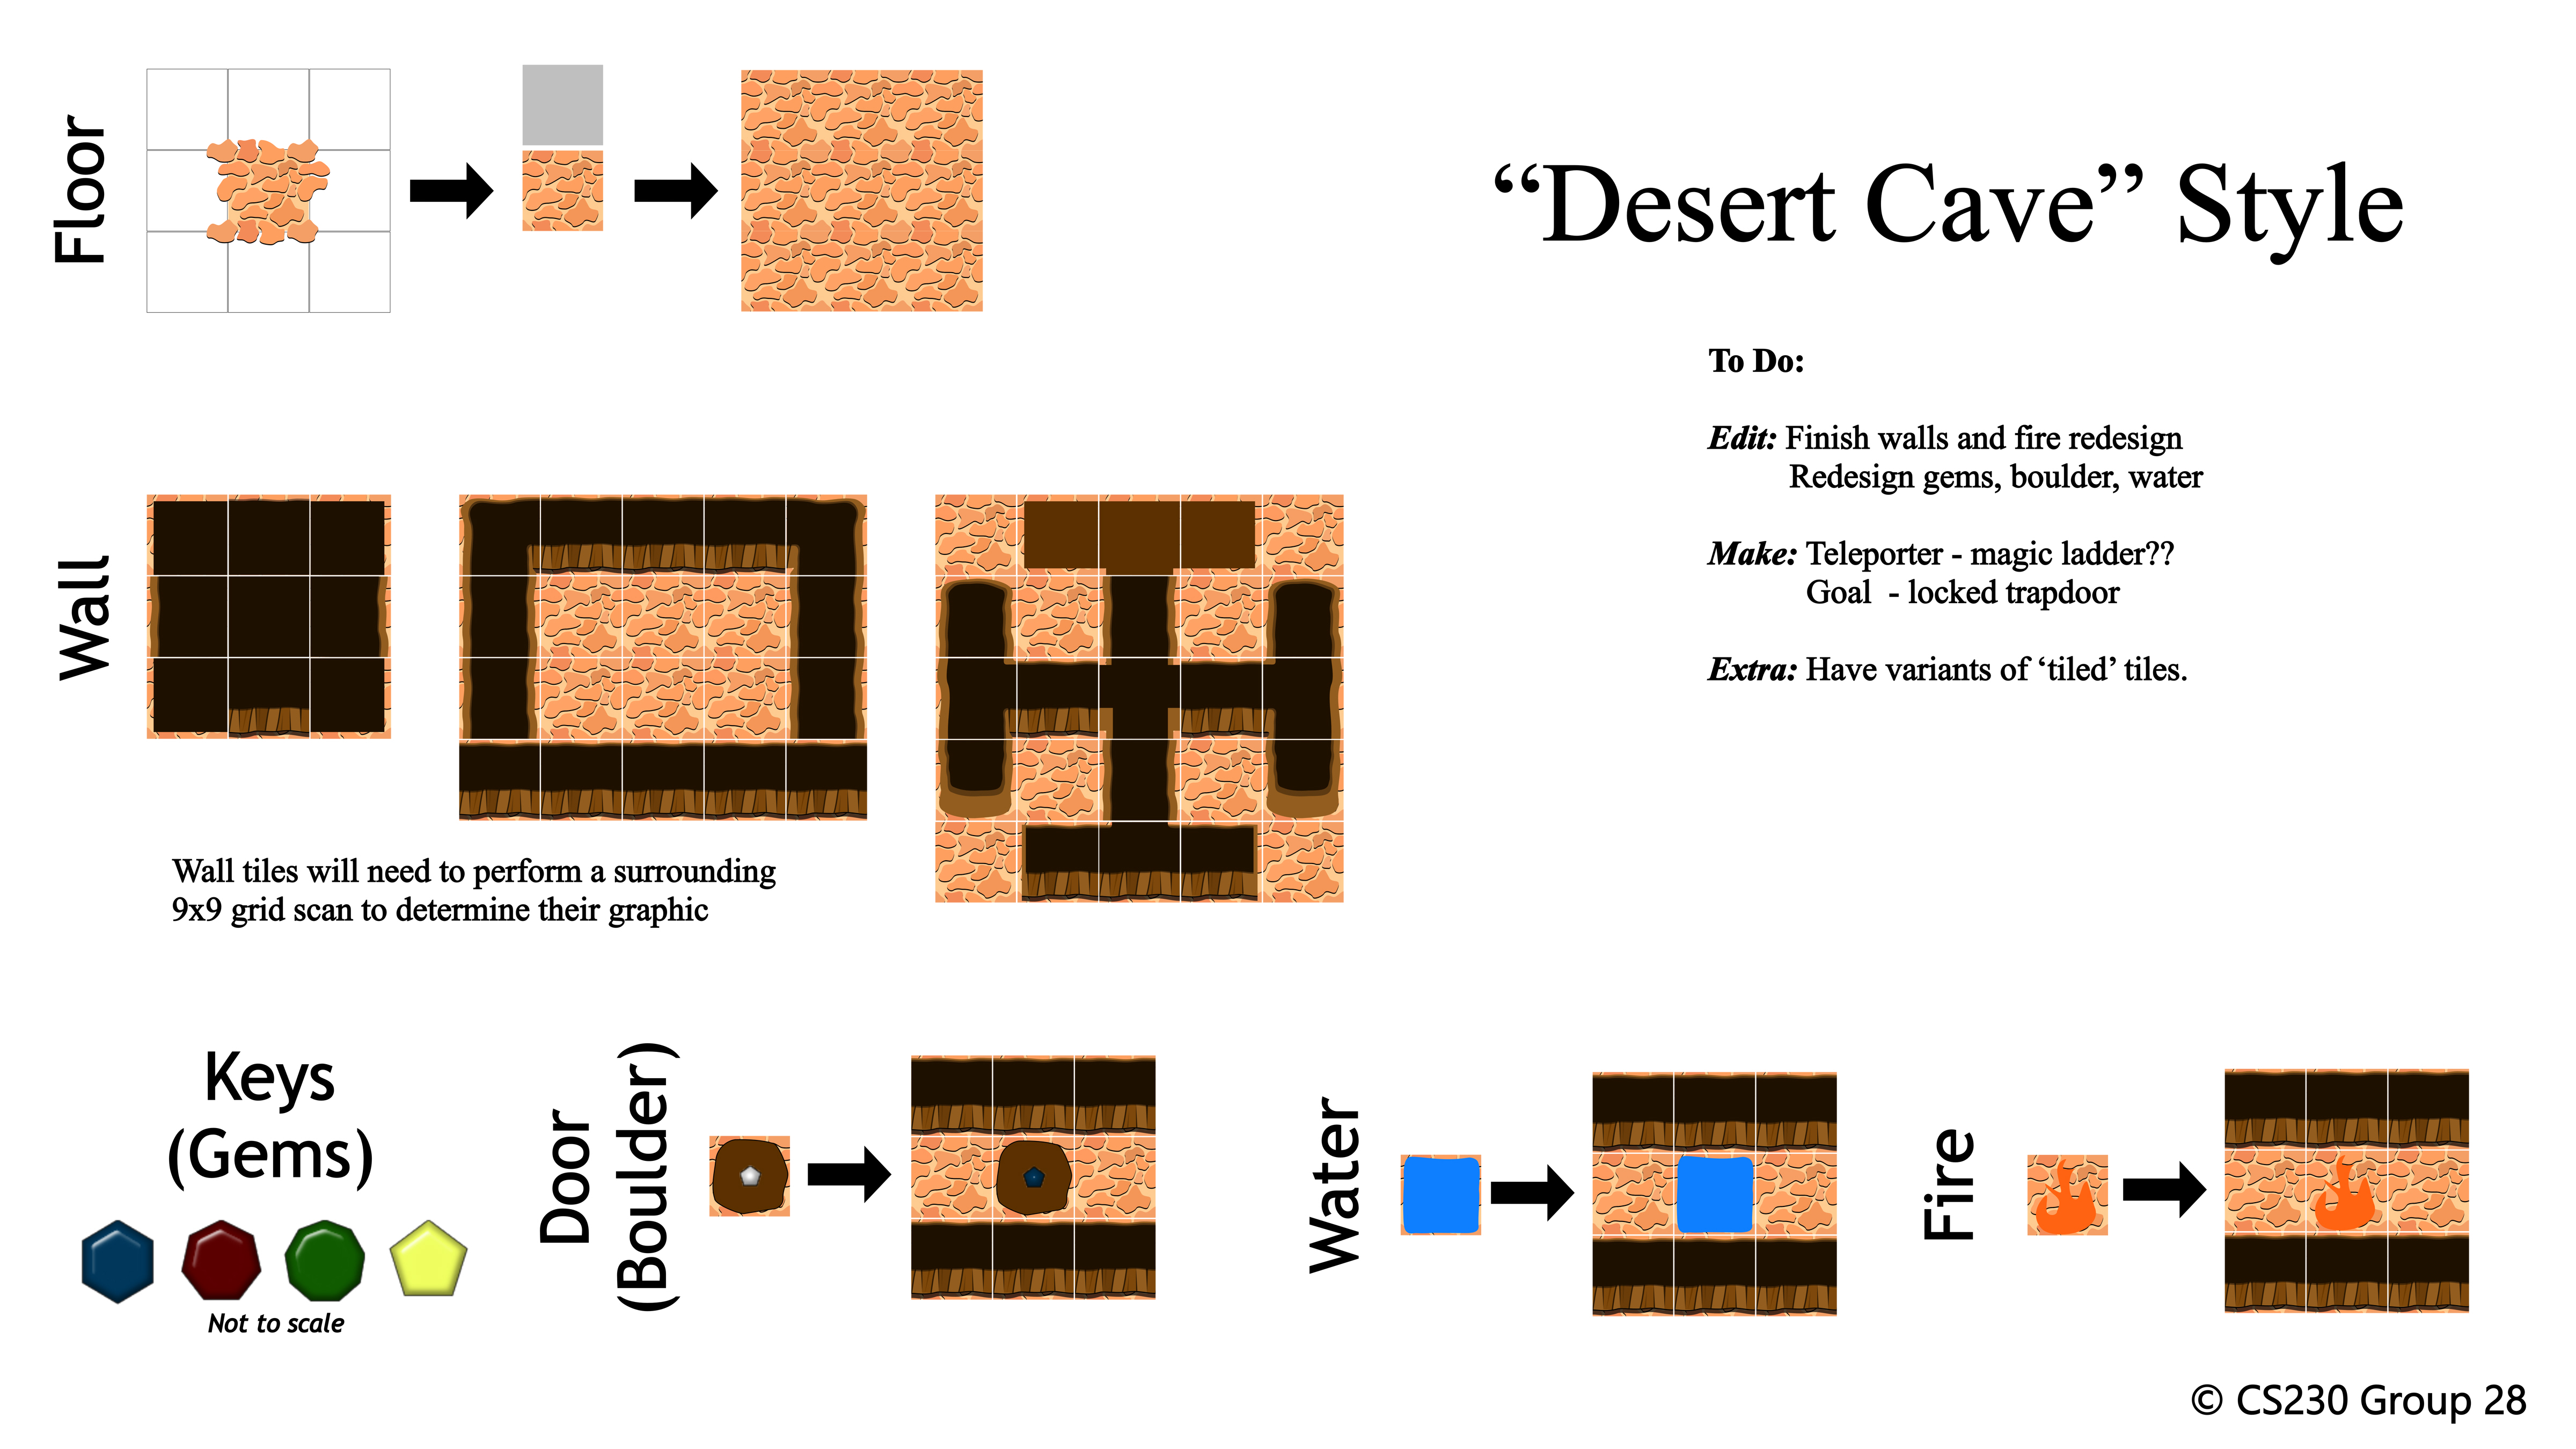 Floor
“Desert Cave” Style
To Do:
Edit: Finish walls and fire redesign
Redesign gems, boulder, water
Make: Teleporter - magic ladder??
Goal - locked trapdoor
Extra: Have variants of ‘tiled’ tiles.
Wall
Wall tiles will need to perform a surrounding
9x9 grid scan to determine their graphic
Keys
(Gems)
Not to scale
Door
(Boulder)
Water
Fire
© CS230 Group 28